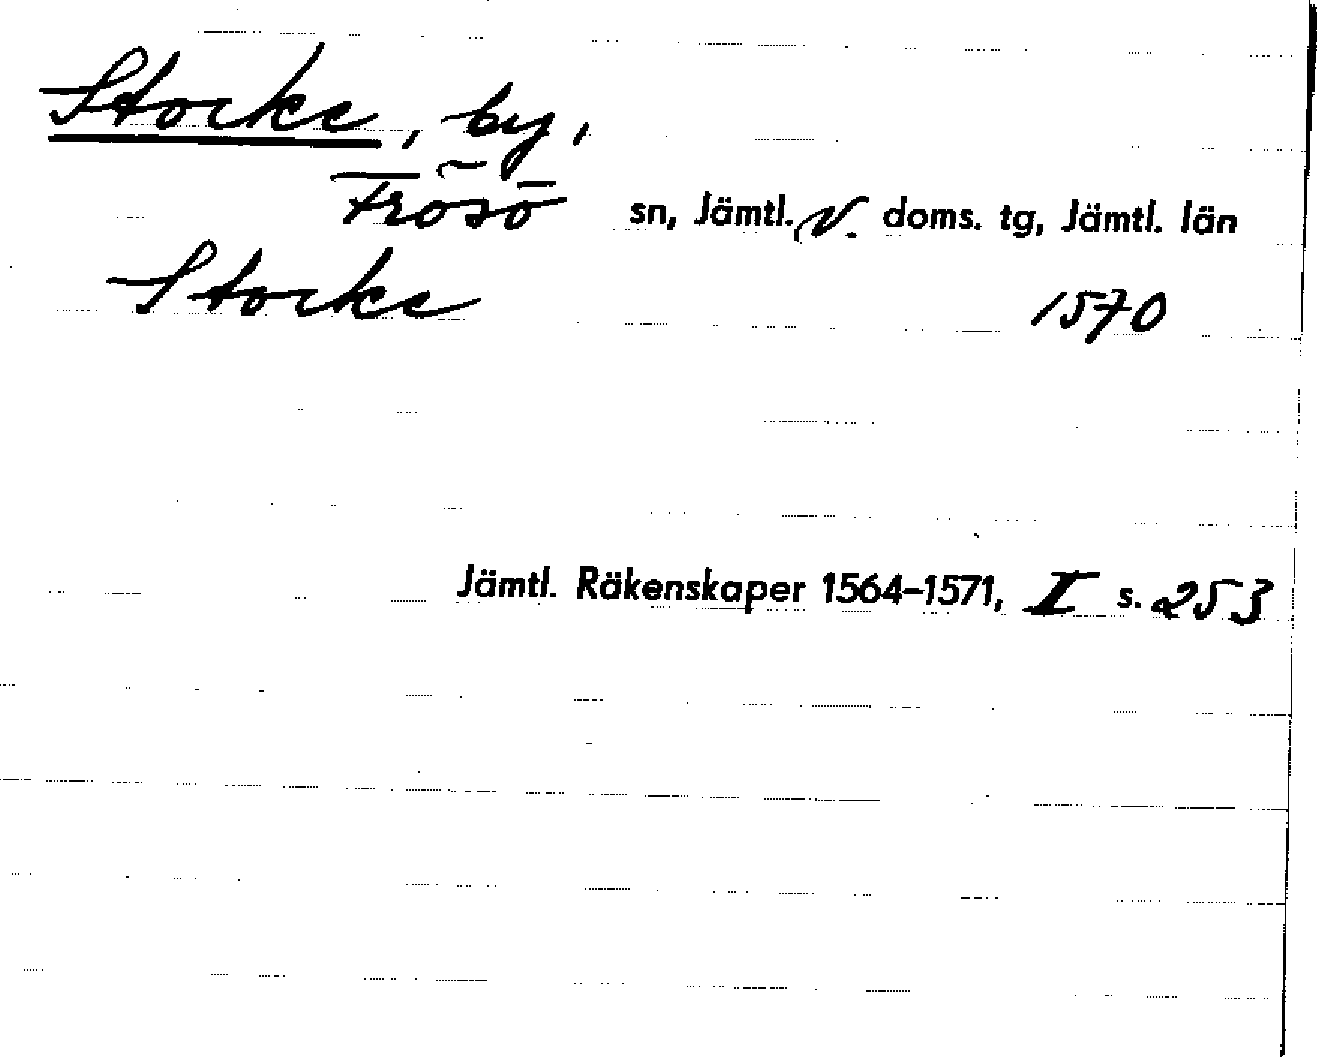 Stocke, by,
Frösö sn, Jämtl. v. doms. tg, Jämtl. län
Stocke 1570
Jämtl. Räkenskaper 1564–1571, I s. 253